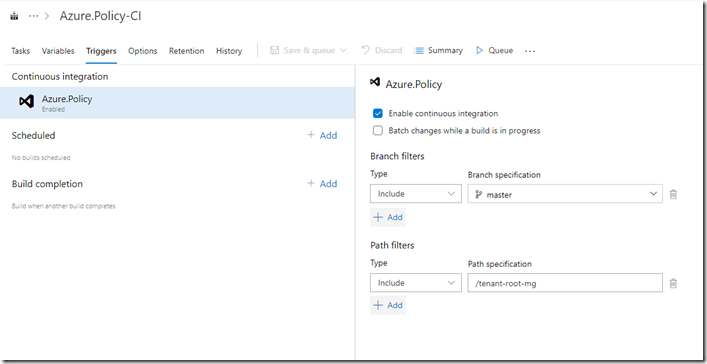 Azure.Policy-CI
Tasks Variables Triggers Options Retention History Save & queue Discard Summary Queue
Continuous integration
Azure.Policy
Enabled
Scheduled
+ Add
No builds scheduled
Build completion
+ Add
Build when another build completes
Azure.Policy
Enable continuous integration
Batch changes while a build is in progress
Branch filters
Type Branch specification
Include master
+ Add
Path filters
Type Path specification
Include /tenant-root-mg
+ Add